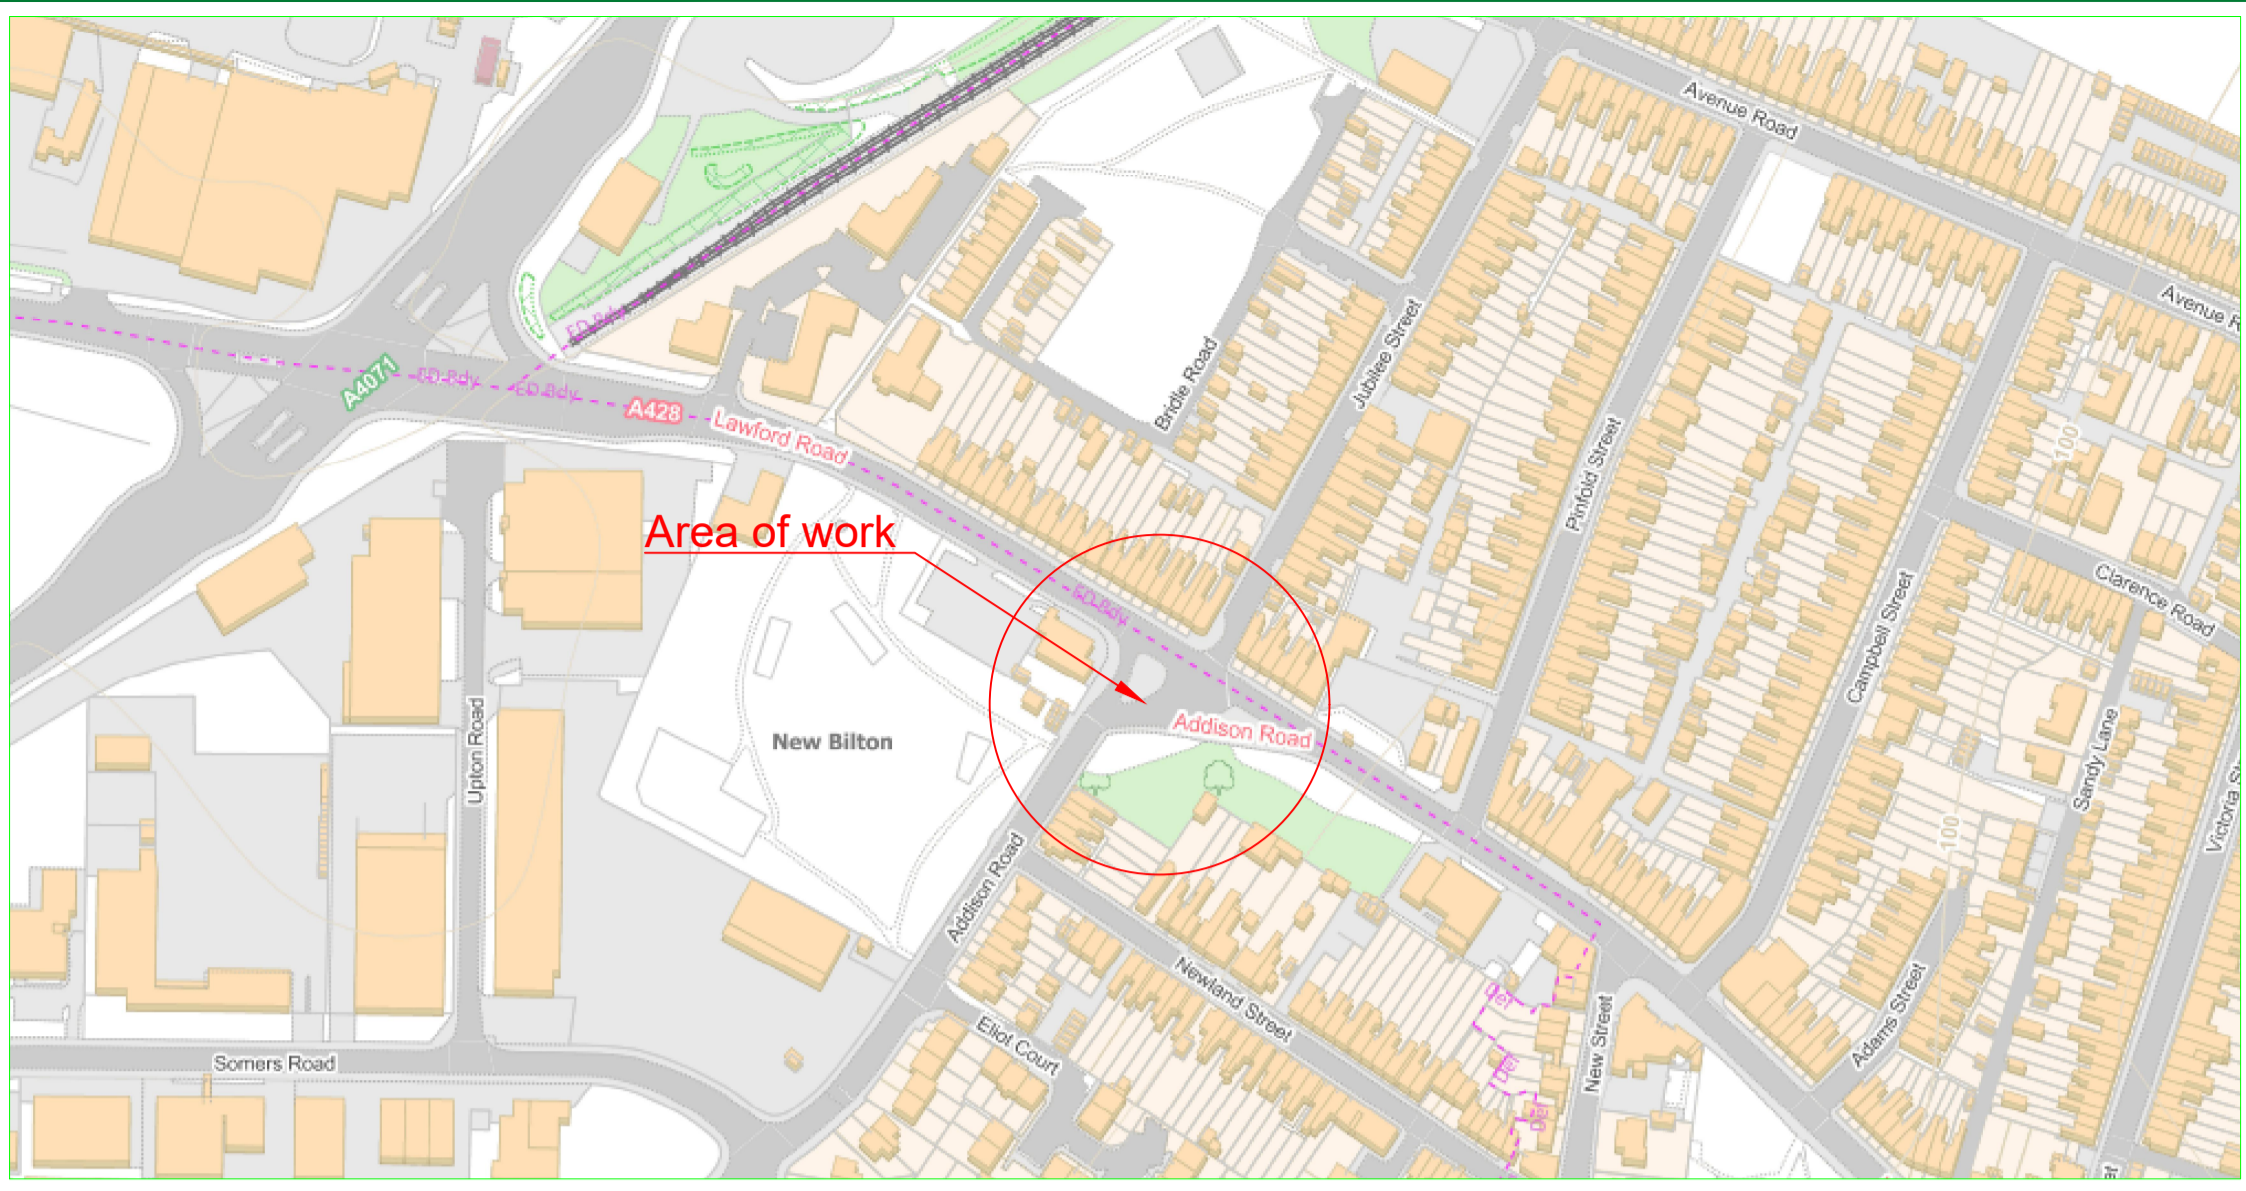 Avenue Road
Avenue R
ED Bdy
A4071
ED Bdy
ED Bdy
A428
Lawford Road
Bridle Road
Jubilee Street
Pinfold Street
100
Area of work
ED Bdy
Clarence Road
Campbell Street
Upton Road
New Bilton
Addison Road
Sandy Lane
Victoria St
100
Addison Road
Newland Street
Def
Adams Street
Eliot Court
New Street
Def
Somers Road
Def
et